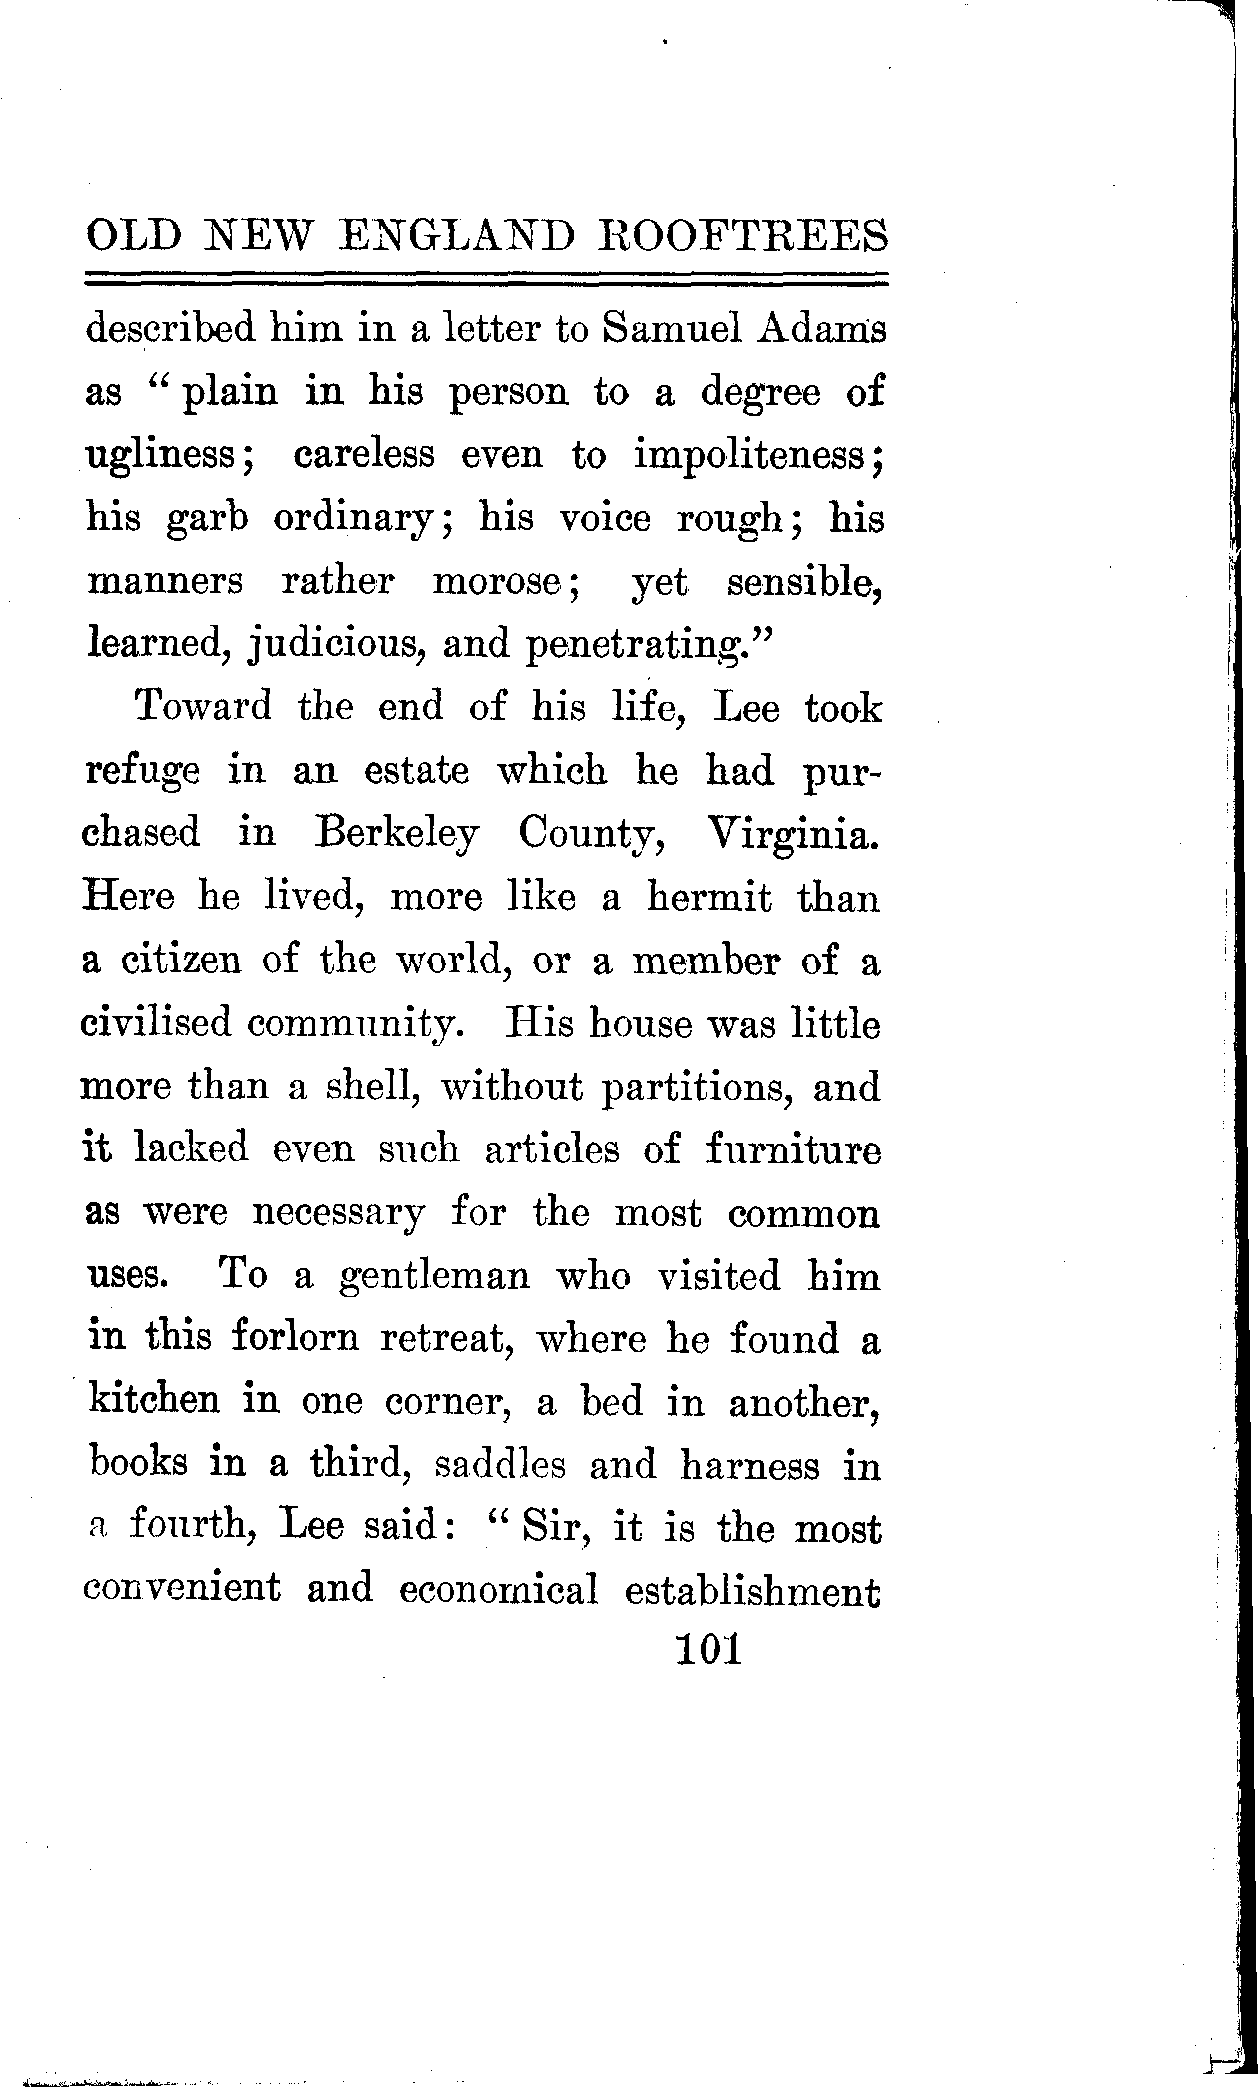 OLD NEW ENGLAND ROOFTREES
described him in a letter to Samuel Adams
as “ plain in his person to a degree of
ugliness; careless even to impoliteness;
his garb ordinary; his voice rough; his
manners rather morose; yet sensible,
learned, judicious, and penetrating.”
Toward the end of his life, Lee took
refuge in an estate which he had pur-
chased in Berkeley County, Virginia.
Here he lived, more like a hermit than
a citizen of the world, or a member of a
civilised community. His house was little
more than a shell, without partitions, and
it lacked even such articles of furniture
as were necessary for the most common
uses. To a gentleman who visited him
in this forlorn retreat, where he found a
kitchen in one corner, a bed in another,
books in a third, saddles and harness in
a fourth, Lee said: “ Sir, it is the most
convenient and economical establishment
101